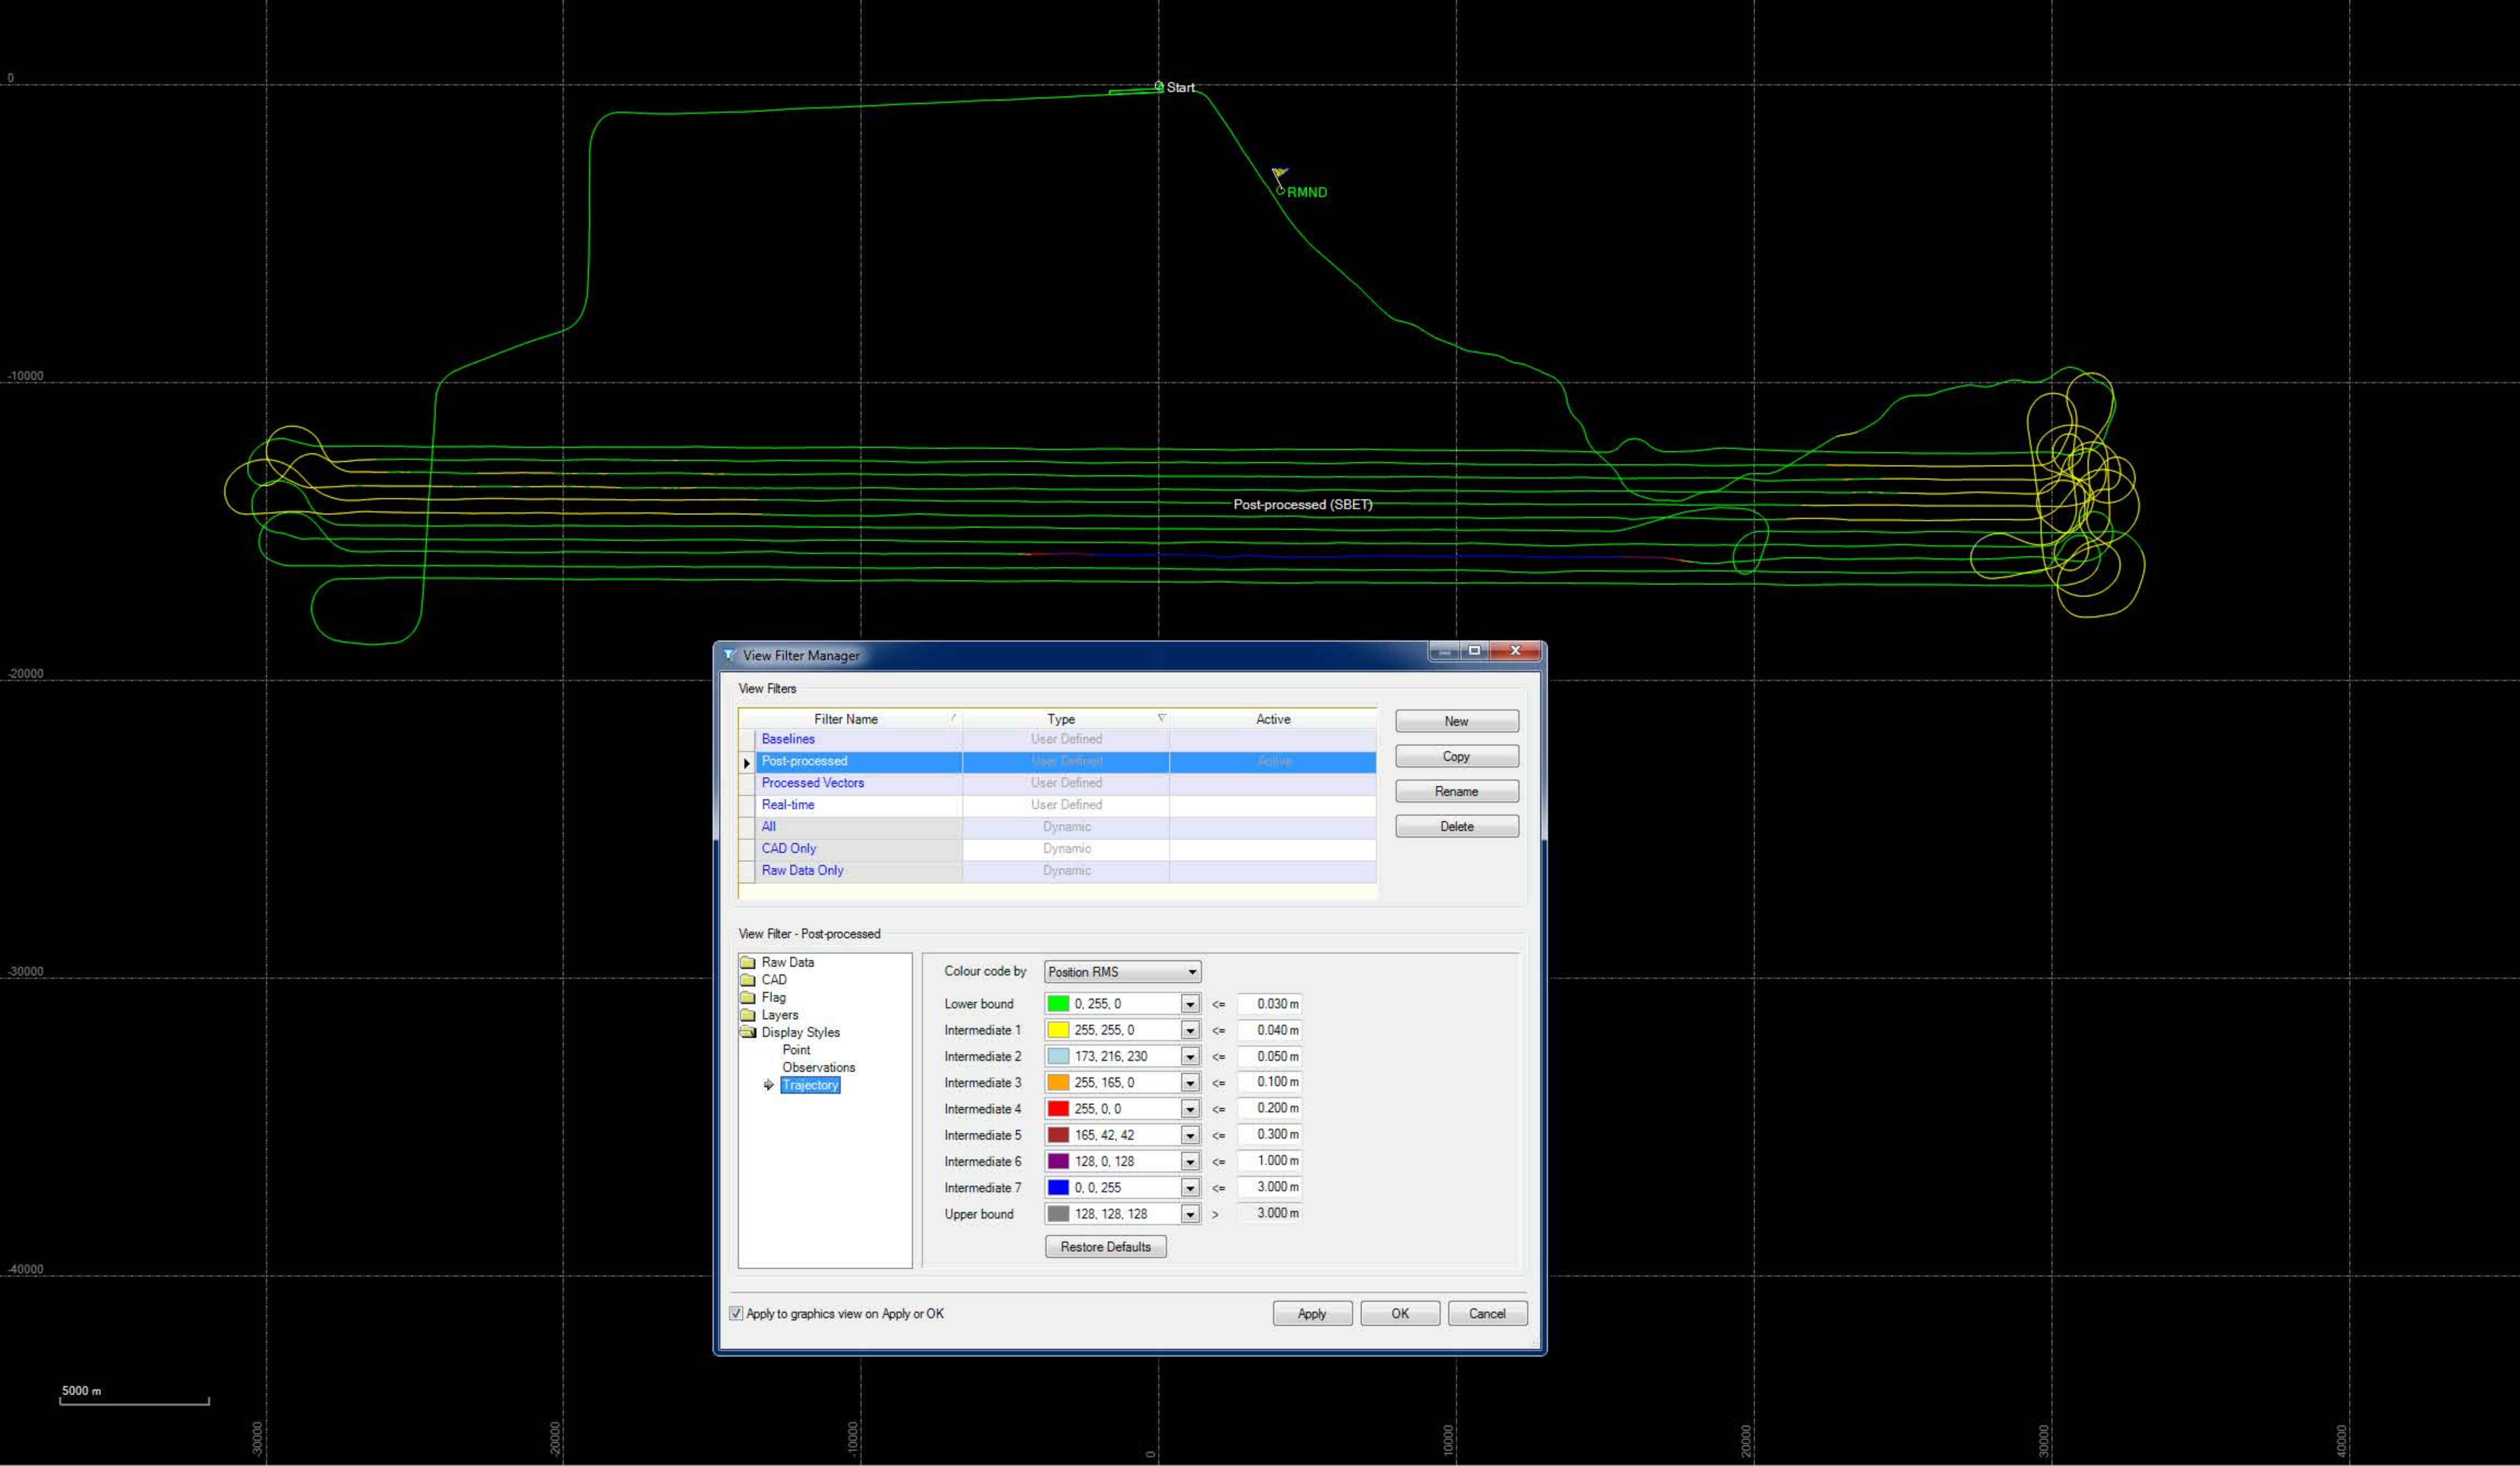 0
Start
RMND
-10000
Post-processed (SBET)
-20000
View Filter Manager
View Filters
Filter Name Type Active
Baselines User Defined
Post-processed User Defined Active
Processed Vectors User Defined
Real-time User Defined
All Dynamic
CAD Only Dynamic
Raw Data Only Dynamic
New
Copy
Rename
Delete
View Filter - Post-processed
Raw Data
CAD
Flag
Layers
Display Styles
Point
Observations
Trajectory
Colour code by Position RMS
Lower bound 0, 255, 0 <= 0.030 m
Intermediate 1 255, 255, 0 <= 0.040 m
Intermediate 2 173, 216, 230 <= 0.050 m
Intermediate 3 255, 165, 0 <= 0.100 m
Intermediate 4 255, 0, 0 <= 0.200 m
Intermediate 5 165, 42, 42 <= 0.300 m
Intermediate 6 128, 0, 128 <= 1.000 m
Intermediate 7 0, 0, 255 <= 3.000 m
Upper bound 128, 128, 128 > 3.000 m
Restore Defaults
-30000
-40000
Apply to graphics view on Apply or OK
Apply OK Cancel
5000 m
-30000 -20000 -10000 0 10000 20000 30000 40000